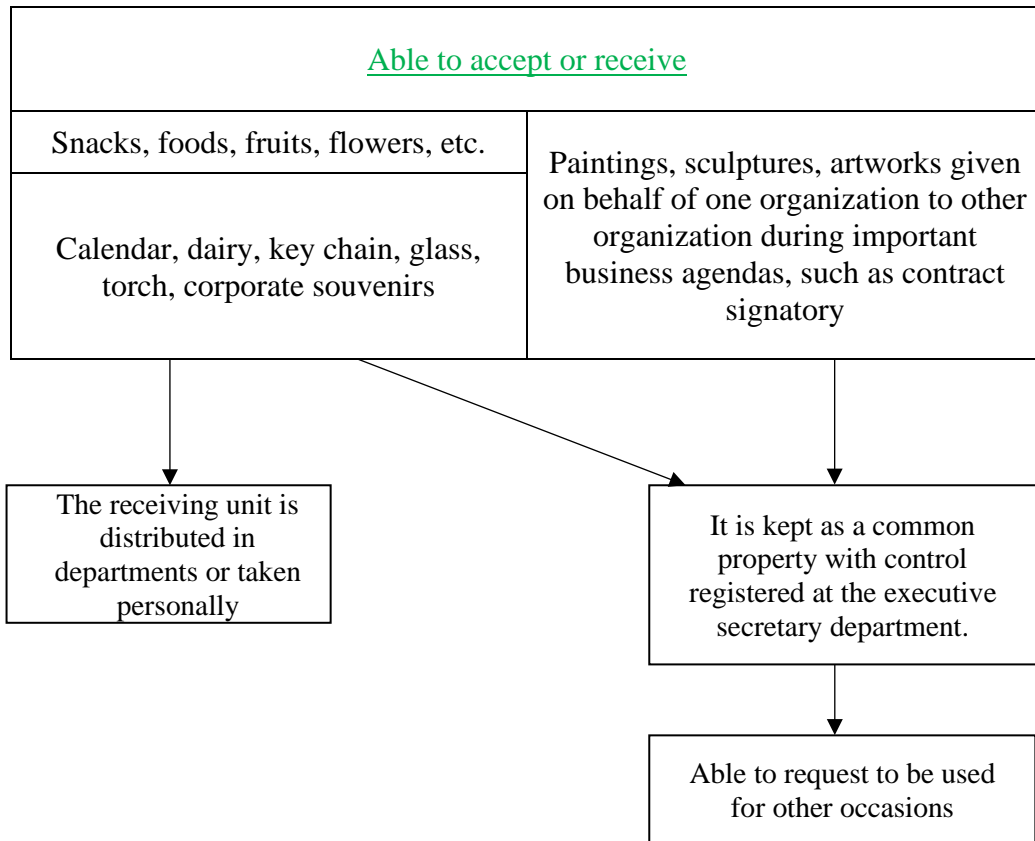 Able to accept or receive
Snacks, foods, fruits, flowers, etc.
Calendar, dairy, key chain, glass,
torch, corporate souvenirs
Paintings, sculptures, artworks given
on behalf of one organization to other
organization during important
business agendas, such as contract
signatory
The receiving unit is
distributed in
departments or taken
personally
It is kept as a common
property with control
registered at the executive
secretary department.
Able to request to be used
for other occasions